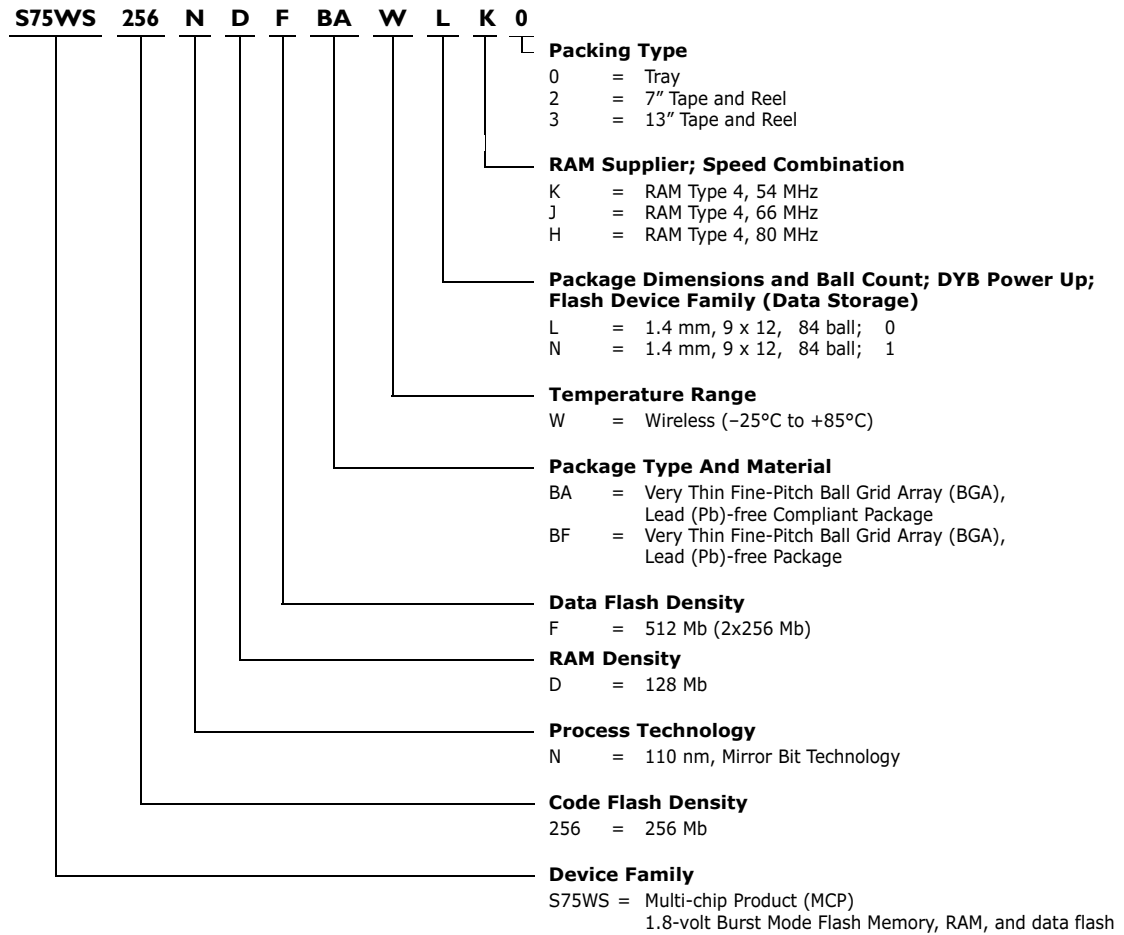 S75WS 256 N D F BA W L K 0
Packing Type
0 = Tray
2 = 7” Tape and Reel
3 = 13” Tape and Reel
RAM Supplier; Speed Combination
K = RAM Type 4, 54 MHz
J = RAM Type 4, 66 MHz
H = RAM Type 4, 80 MHz
Package Dimensions and Ball Count; DYB Power Up;
Flash Device Family (Data Storage)
L = 1.4 mm, 9 x 12, 84 ball; 0
N = 1.4 mm, 9 x 12, 84 ball; 1
Temperature Range
W = Wireless (–25°C to +85°C)
Package Type And Material
BA = Very Thin Fine-Pitch Ball Grid Array (BGA),
Lead (Pb)-free Compliant Package
BF = Very Thin Fine-Pitch Ball Grid Array (BGA),
Lead (Pb)-free Package
Data Flash Density
F = 512 Mb (2x256 Mb)
RAM Density
D = 128 Mb
Process Technology
N = 110 nm, Mirror Bit Technology
Code Flash Density
256 = 256 Mb
Device Family
S75WS = Multi-chip Product (MCP)
1.8-volt Burst Mode Flash Memory, RAM, and data flash